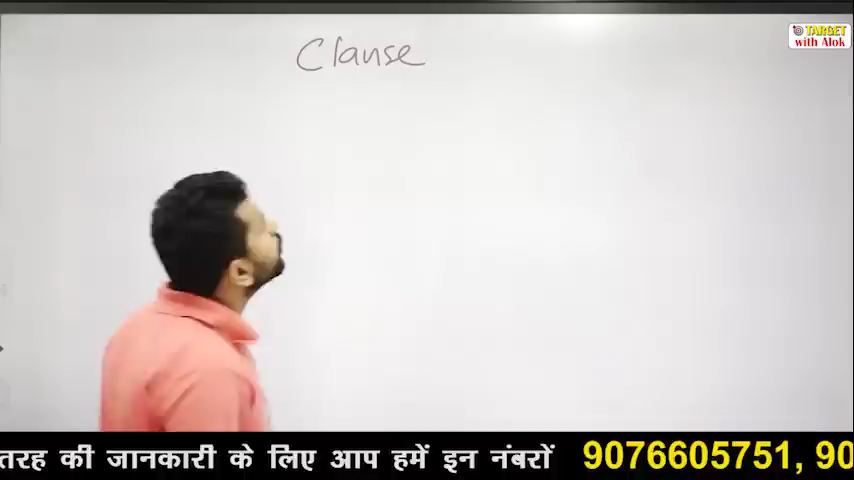 Clause
TARGET
with Alok
तरह की जानकारी के लिए आप हमें इन नंबरों 9076605751, 90